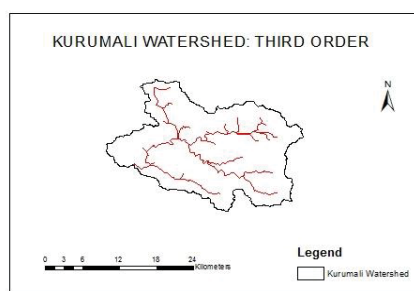 KURUMALI WATERSHED: THIRD ORDER
N
0 3 6 12 18 24
Kilometers
Legend
Kurumali Watershed